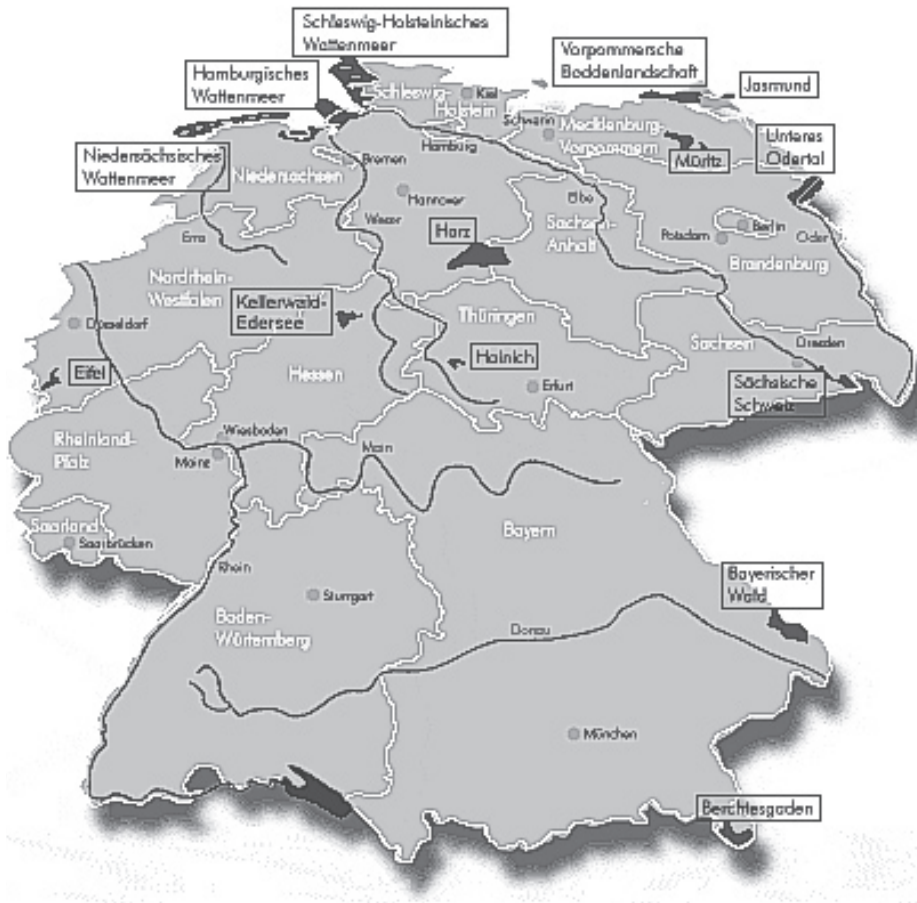 Schleswig-Holsteinisches
Wattenmeer
Hamburgisches
Wattenmeer
Vorpommersche
Boddenlandschaft
Jasmund
Schleswig-
Holstein
Kiel
Schwerin
Mecklenburg-
Vorpommern
Müritz
Unteres
Odertal
Niedersächsisches
Wattenmeer
Niedersachsen
Bremen
Hamburg
Hannover
Weser
Elbe
Ems
Harz
Sachsen-
Anhalt
Potsdam
Berlin
Oder
Brandenburg
Nordrhein-
Westfalen
Düsseldorf
Kellerwald-
Edersee
Thüringen
Hainich
Erfurt
Sachsen
Dresden
Sächsische
Schweiz
Eifel
Hessen
Rheinland-
Pfalz
Wiesbaden
Mainz
Main
Saarland
Saarbrücken
Bayern
Rhein
Stuttgart
Baden-
Würtemberg
Donau
Bayerischer
Wald
München
Berchtesgaden